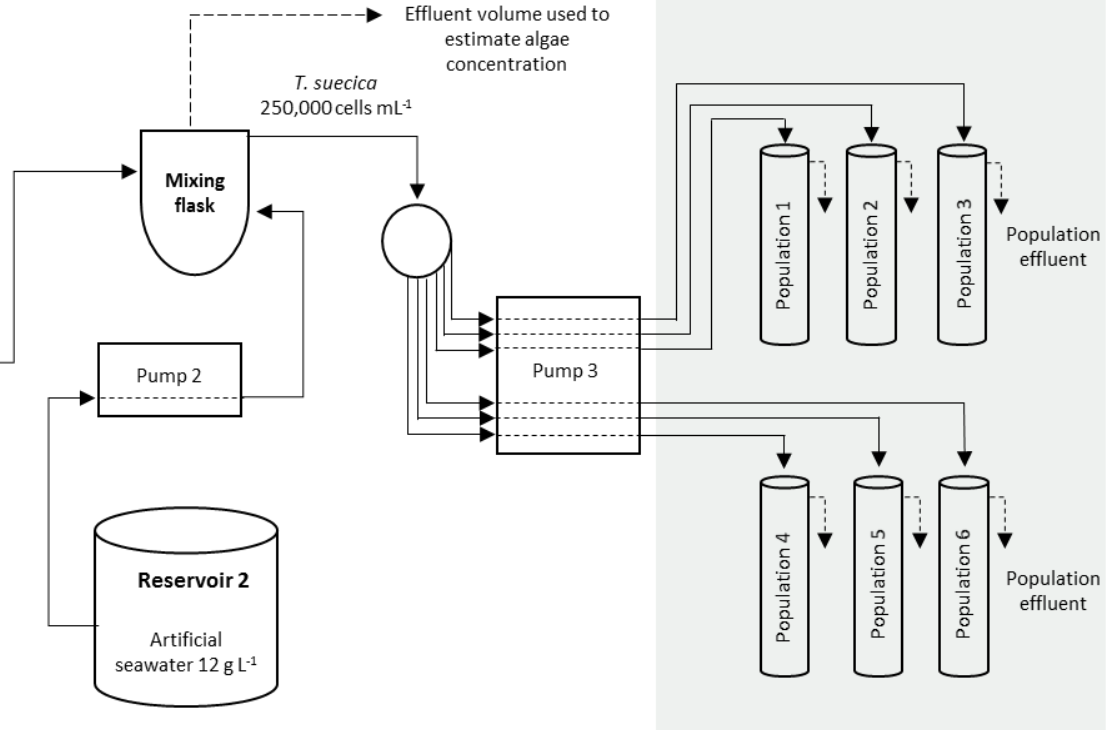 Effluent volume used to
estimate algae
concentration
T. suecica
250,000 cells mL⁻¹
Mixing
flask
Population 1
Population 2
Population 3
Population
effluent
Pump 2
Pump 3
Reservoir 2
Artificial
seawater 12 g L⁻¹
Population 4
Population 5
Population 6
Population
effluent